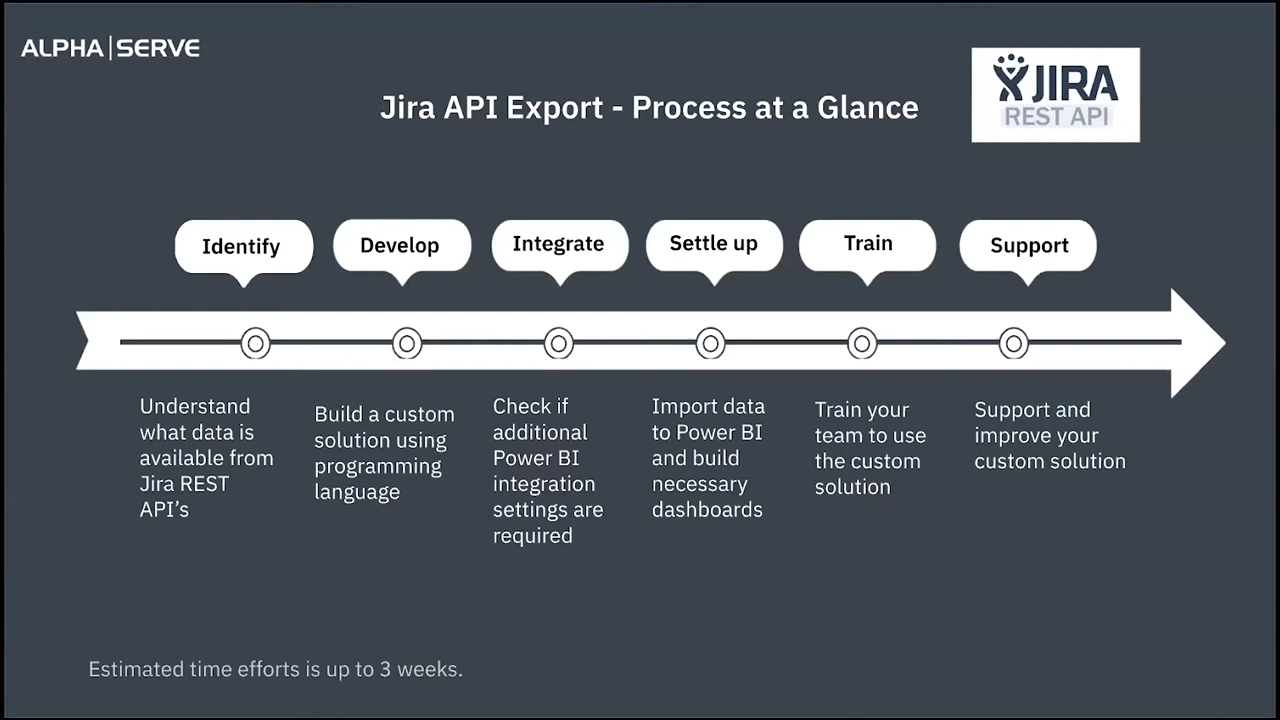 ALPHA|SERVE
JIRA
REST API
Jira API Export - Process at a Glance
Identify
Develop
Integrate
Settle up
Train
Support
Understand
what data is
available from
Jira REST
API’s
Build a custom
solution using
programming
language
Check if
additional
Power BI
integration
settings are
required
Import data
to Power BI
and build
necessary
dashboards
Train your
team to use
the custom
solution
Support and
improve your
custom solution
Estimated time efforts is up to 3 weeks.